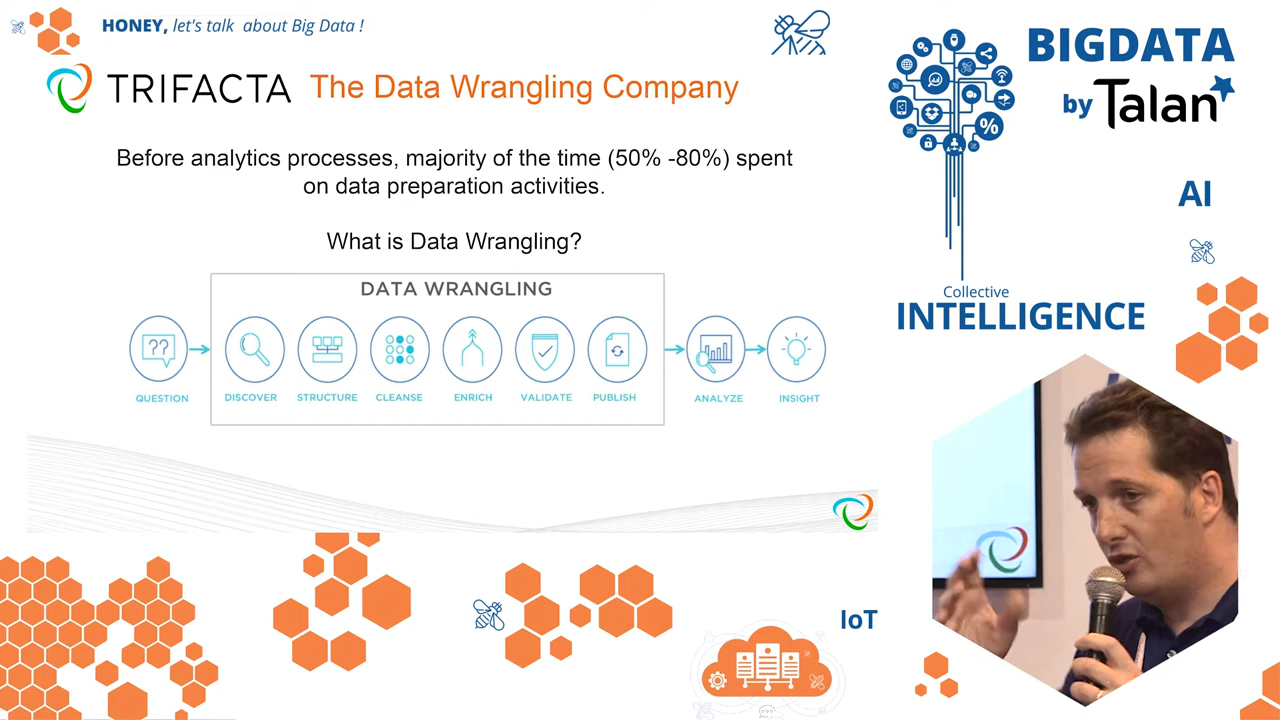 HONEY, let's talk about Big Data !
TRIFACTA The Data Wrangling Company
Before analytics processes, majority of the time (50% -80%) spent
on data preparation activities.
What is Data Wrangling?
DATA WRANGLING
??
QUESTION
DISCOVER
STRUCTURE
CLEANSE
ENRICH
VALIDATE
PUBLISH
ANALYZE
INSIGHT
%
BIGDATA
by Talan
AI
Collective
INTELLIGENCE
IoT